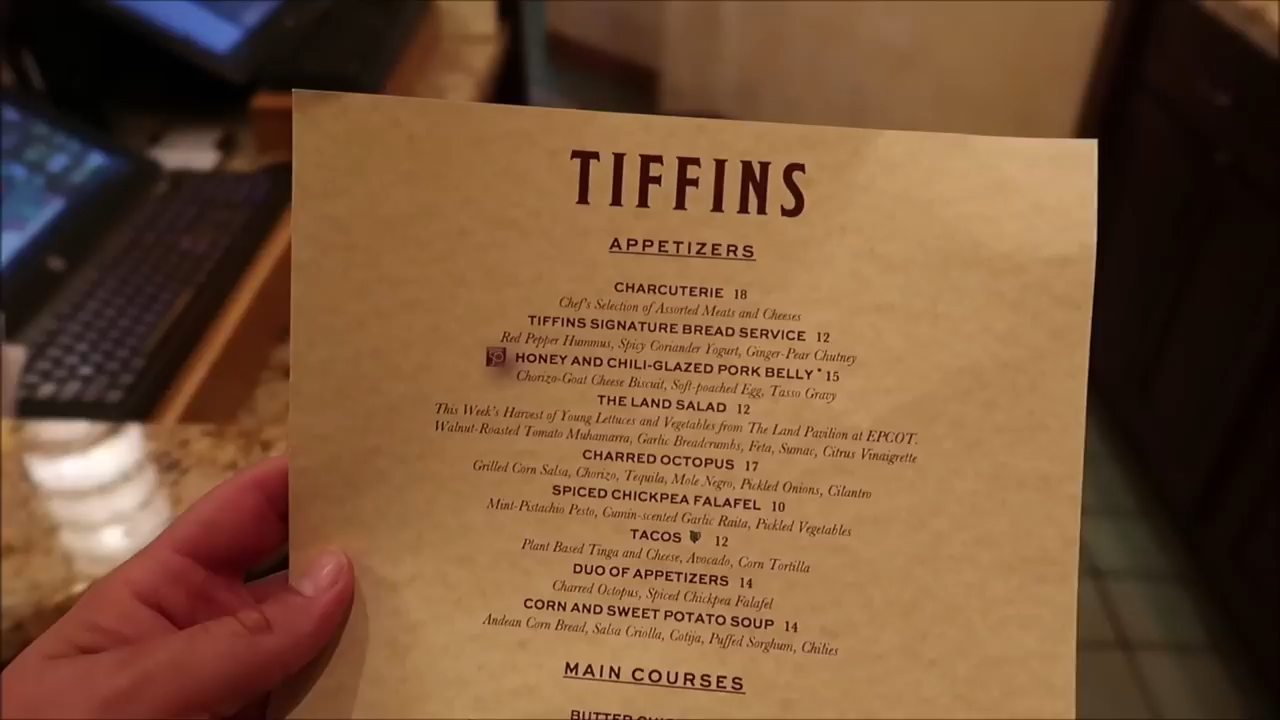 TIFFINS
APPETIZERS
CHARCUTERIE 18
Chef's Selection of Assorted Meats and Cheeses
TIFFINS SIGNATURE BREAD SERVICE 12
Red Pepper Hummus, Spicy Coriander Yogurt, Ginger-Pear Chutney
HONEY AND CHILI-GLAZED PORK BELLY * 15
Chorizo-Goat Cheese Biscuit, Soft-poached Egg, Tasso Gravy
THE LAND SALAD 12
This Week's Harvest of Young Lettuces and Vegetables from The Land Pavilion at EPCOT.
Walnut-Roasted Tomato Muhamarra, Garlic Breadcrumbs, Feta, Sumac, Citrus Vinaigrette
CHARRED OCTOPUS 17
Grilled Corn Salsa, Chorizo, Tequila, Mole Negro, Pickled Onions, Cilantro
SPICED CHICKPEA FALAFEL 10
Mint-Pistachio Pesto, Cumin-scented Garlic Raita, Pickled Vegetables
TACOS 12
Plant Based Tinga and Cheese, Avocado, Corn Tortilla
DUO OF APPETIZERS 14
Charred Octopus, Spiced Chickpea Falafel
CORN AND SWEET POTATO SOUP 14
Andean Corn Bread, Salsa Criolla, Cotija, Puffed Sorghum, Chilies
MAIN COURSES
BUTTER